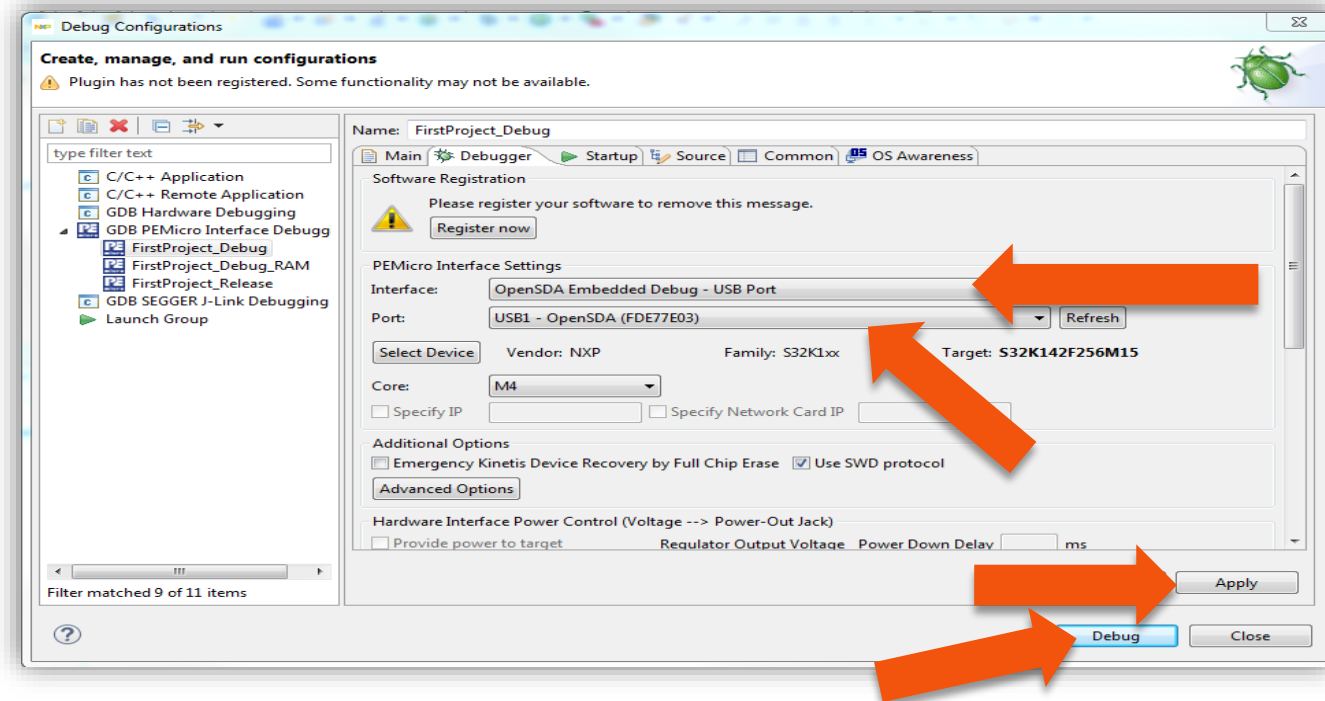 NXP Debug Configurations
Create, manage, and run configurations
Plugin has not been registered. Some functionality may not be available.
type filter text
C/C++ Application
C/C++ Remote Application
GDB Hardware Debugging
GDB PEMicro Interface Debugg
FirstProject_Debug
FirstProject_Debug_RAM
FirstProject_Release
GDB SEGGER J-Link Debugging
Launch Group
Filter matched 9 of 11 items
Name: FirstProject_Debug
Main Debugger Startup Source Common OS Awareness
Software Registration
Please register your software to remove this message.
Register now
PEMicro Interface Settings
Interface: OpenSDA Embedded Debug - USB Port
Port: USB1 - OpenSDA (FDE77E03) Refresh
Select Device Vendor: NXP Family: S32K1xx Target: S32K142F256M15
Core: M4
Specify IP Specify Network Card IP
Additional Options
Emergency Kinetis Device Recovery by Full Chip Erase Use SWD protocol
Advanced Options
Hardware Interface Power Control (Voltage --> Power-Out Jack)
Provide power to target Regulator Output Voltage Power Down Delay ms
Apply
Debug Close